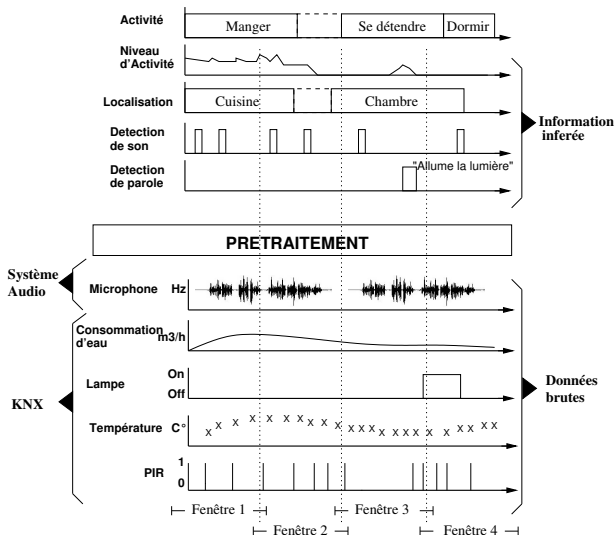 Activité
Manger
Se détendre
Dormir
Niveau
d'Activité
Localisation
Cuisine
Chambre
Information
inferée
Detection
de son
"Allume la lumière"
Detection
de parole
PRETRAITEMENT
Système
Audio
Microphone Hz
Consommation
d'eau
m3/h
Lampe
On
Off
KNX
Données
brutes
Température C°
PIR
1
0
Fenêtre 1
Fenêtre 2
Fenêtre 3
Fenêtre 4